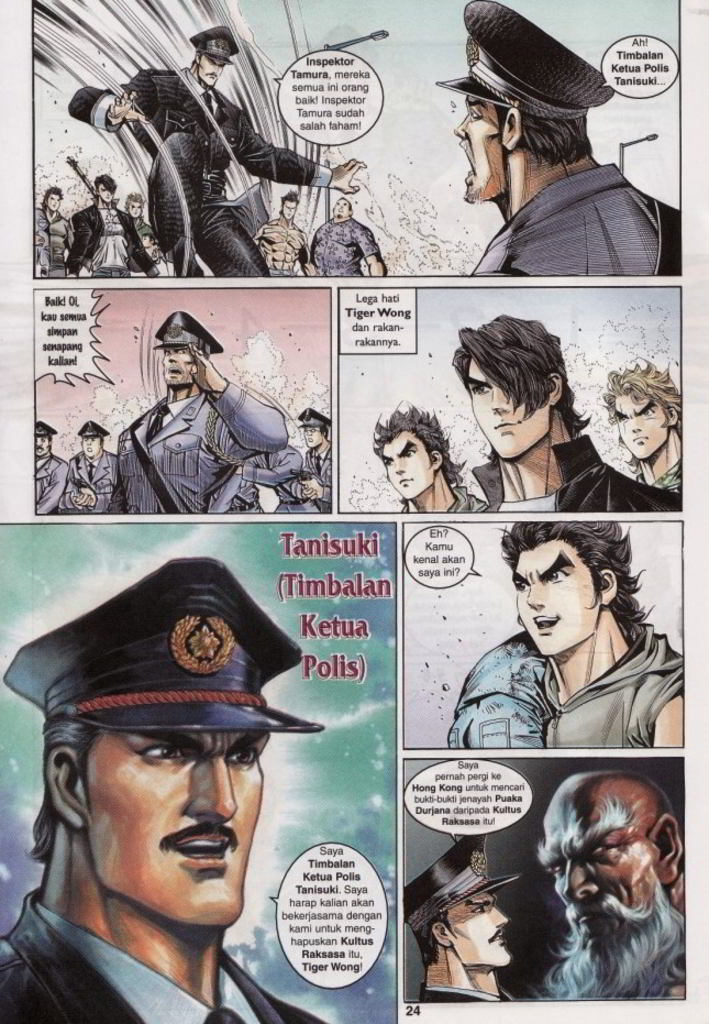 Inspektor
Tamura, mereka
semua ini orang
baik! Inspektor
Tamura sudah
salah faham!
Ah!
Timbalan
Ketua Polis
Tanisuki...
Baik! Oi,
kau semua
simpan
senapang
kalian!
Lega hati
Tiger Wong
dan rakan-
rakannya.
Tanisuki
(Timbalan
Ketua
Polis)
Saya
Timbalan
Ketua Polis
Tanisuki. Saya
harap kalian akan
bekerjasama dengan
kami untuk meng-
hapuskan Kultus
Raksasa itu,
Tiger Wong!
Eh?
Kamu
kenal akan
saya ini?
Saya
pernah pergi ke
Hong Kong untuk mencari
bukti-bukti jenayah Puaka
Durjana daripada Kultus
Raksasa itu!
24